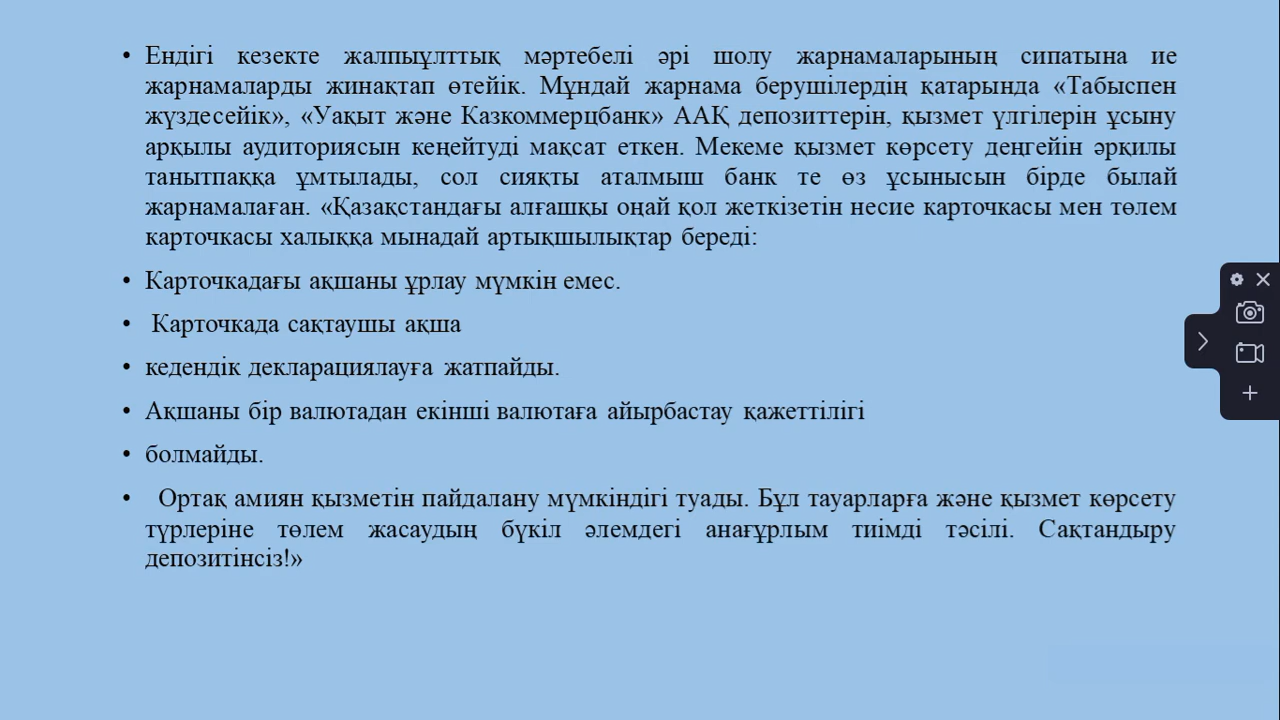 • Ендігі кезекте жалпыұлттық мәртебелі әрі шолу жарнамаларының сипатына ие
жарнамаларды жинақтап өтейік. Мұндай жарнама берушілердің қатарында «Табыспен
жүздесейік», «Уақыт және Казкоммерцбанк» ААҚ депозиттерін, қызмет үлгілерін ұсыну
арқылы аудиториясын кеңейтуді мақсат еткен. Мекеме қызмет көрсету деңгейін әрқилы
танытпаққа ұмтылады, сол сияқты аталмыш банк те өз ұсынысын бірде былай
жарнамалаған. «Қазақстандағы алғашқы оңай қол жеткізетін несие карточкасы мен төлем
карточкасы халыққа мынадай артықшылықтар береді:
• Карточкадағы ақшаны ұрлау мүмкін емес.
• Карточкада сақтаушы ақша
• кедендік декларациялауға жатпайды.
• Ақшаны бір валютадан екінші валютаға айырбастау қажеттілігі
• болмайды.
• Ортақ амиян қызметін пайдалану мүмкіндігі туады. Бұл тауарларға және қызмет көрсету
түрлеріне төлем жасаудың бүкіл әлемдегі анағұрлым тиімді тәсілі. Сақтандыру
депозитінсіз!»